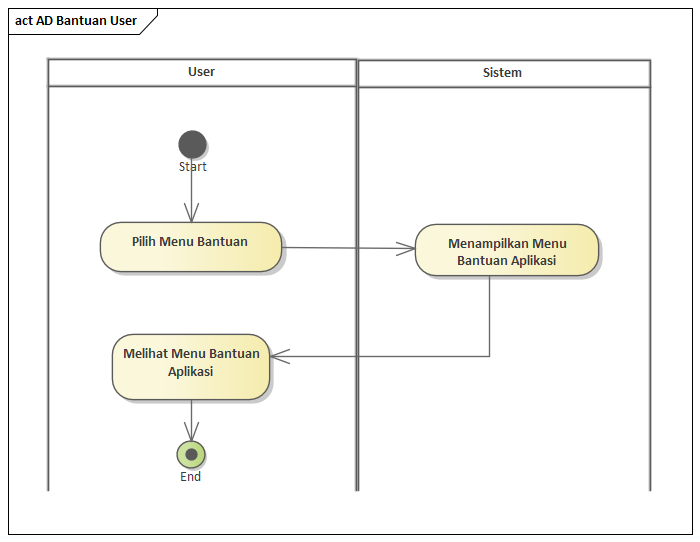 act AD Bantuan User
User
Sistem
Start
Pilih Menu Bantuan
Menampilkan Menu
Bantuan Aplikasi
Melihat Menu Bantuan
Aplikasi
End